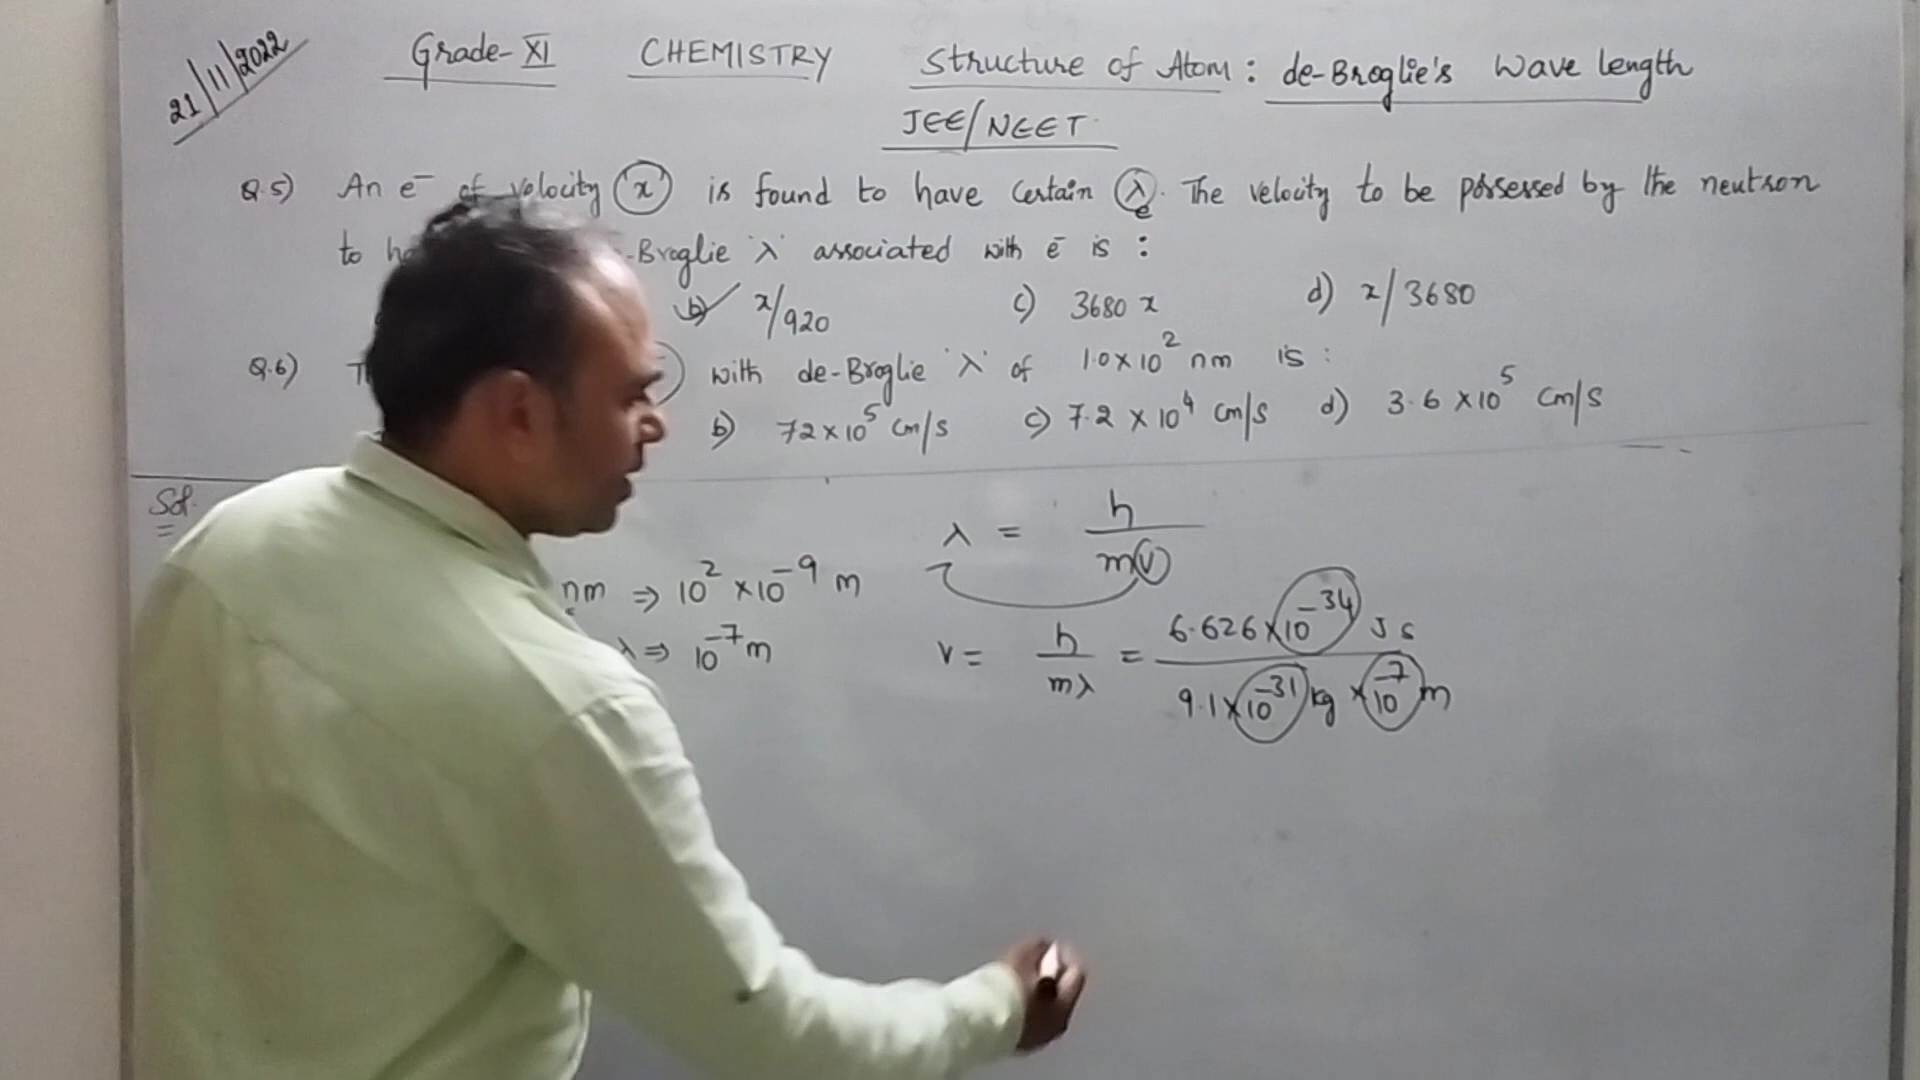 21/11/2022
Grade-XI CHEMISTRY Structure of Atom : de-Broglie's Wave length
JEE/NEET
Q.5) An e⁻ of velocity 'x' is found to have certain λe. The velocity to be possessed by the neutron
to -Broglie 'λ' associated with e⁻ is :
b) x/920 c) 3680 x d) x/3680
Q.6) with de-Broglie 'λ' of 1.0×10² nm is :
b) 72×10⁵ cm/s c) 7.2×10⁴ cm/s d) 3.6×10⁵ cm/s
Sol.
λ = h/mv
nm ⇒ 10²×10⁻⁹ m
λ ⇒ 10⁻⁷ m
v = h/mλ = 6.626×10⁻³⁴ J s / 9.1×10⁻³¹ kg × 10⁻⁷ m